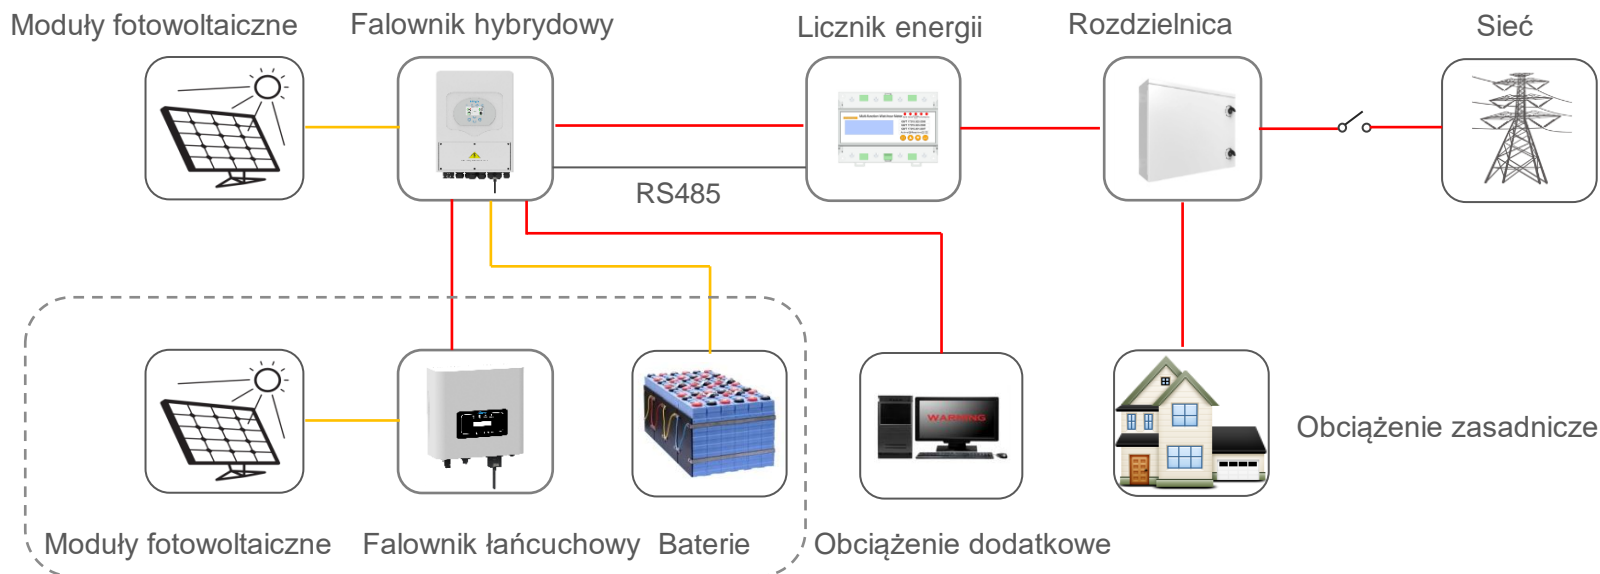 Moduły fotowoltaiczne
Falownik hybrydowy
Licznik energii
Rozdzielnica
Sieć
RS485
WARNING
Obciążenie zasadnicze
Moduły fotowoltaiczne
Falownik łańcuchowy
Baterie
Obciążenie dodatkowe